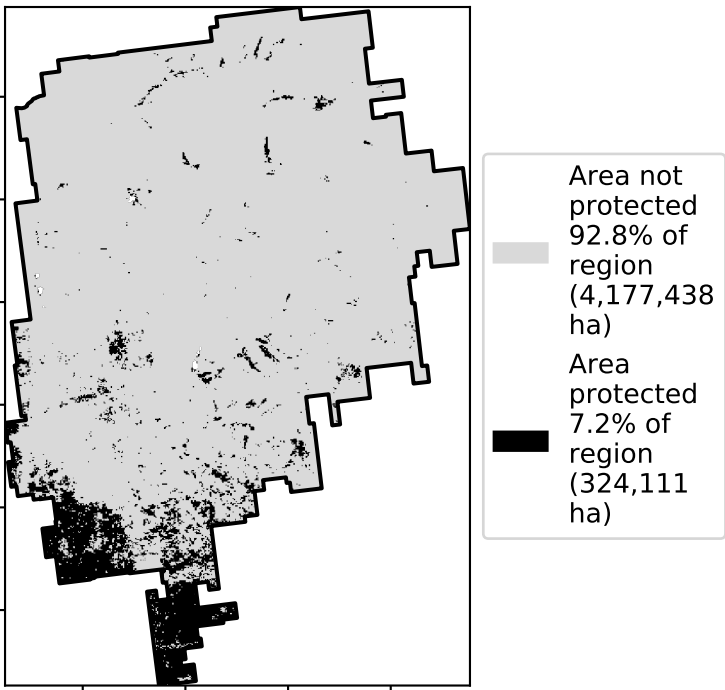 Area not
protected
92.8% of
region
(4,177,438
ha)
Area
protected
7.2% of
region
(324,111
ha)